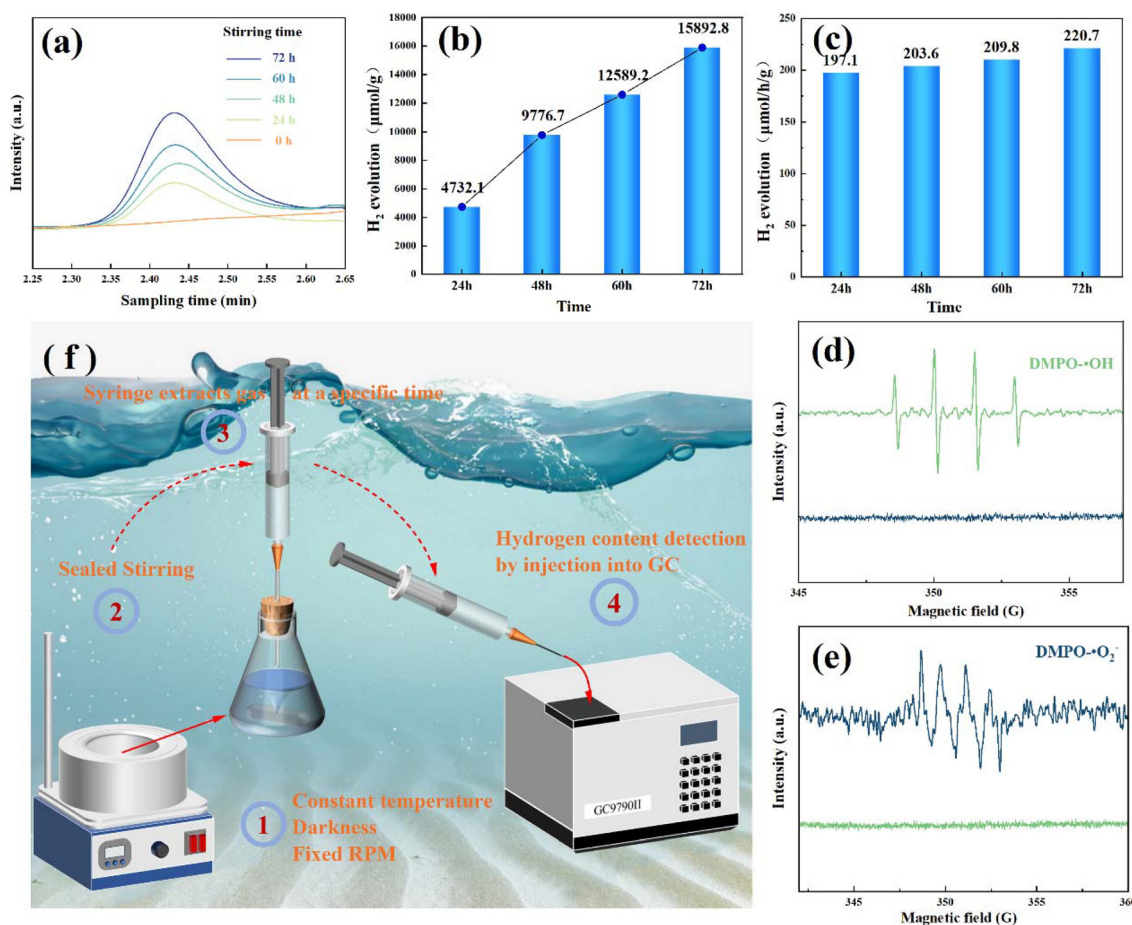 (a)
Stirring time
72 h
60 h
48 h
24 h
0 h
Intensity (a.u.)
2.25 2.30 2.35 2.40 2.45 2.50 2.55 2.60 2.65
Sampling time (min)
(b)
H2 evolution（μmol/g）
18000
16000
14000
12000
10000
8000
6000
4000
2000
0
4732.1
9776.7
12589.2
15892.8
24h 48h 60h 72h
Time
(c)
H2 evolution (μmol/h/g)
250
200
150
100
50
0
197.1
203.6
209.8
220.7
24h 48h 60h 72h
Time
(f)
Syringe extracts gas at a specific time
3
Sealed Stirring
2
Hydrogen content detection
by injection into GC
4
1
Constant temperature
Darkness
Fixed RPM
GC9790II
(d)
DMPO-•OH
Intensity (a.u.)
345 350 355
Magnetic field (G)
(e)
DMPO-•O2-
Intensity (a.u.)
345 350 355 360
Magnetic field (G)